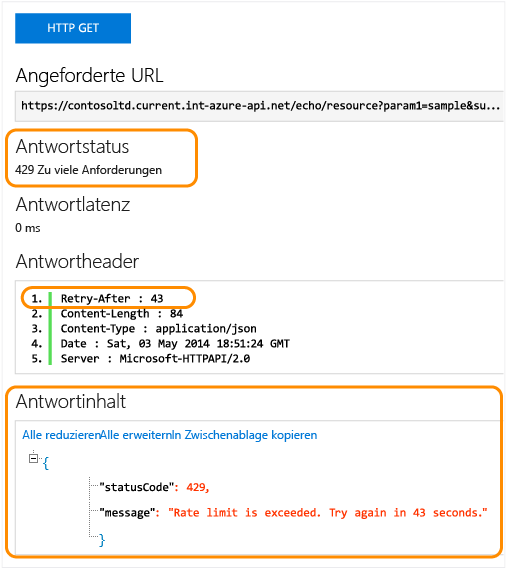 HTTP GET
Angeforderte URL
https://contosoltd.current.int-azure-api.net/echo/resource?param1=sample&su...
Antwortstatus
429 Zu viele Anforderungen
Antwortlatenz
0 ms
Antwortheader
1. Retry-After : 43
2. Content-Length : 84
3. Content-Type : application/json
4. Date : Sat, 03 May 2014 18:51:24 GMT
5. Server : Microsoft-HTTPAPI/2.0
Antwortinhalt
Alle reduzierenAlle erweiternIn Zwischenablage kopieren
{
"statusCode": 429,
"message": "Rate limit is exceeded. Try again in 43 seconds."
}